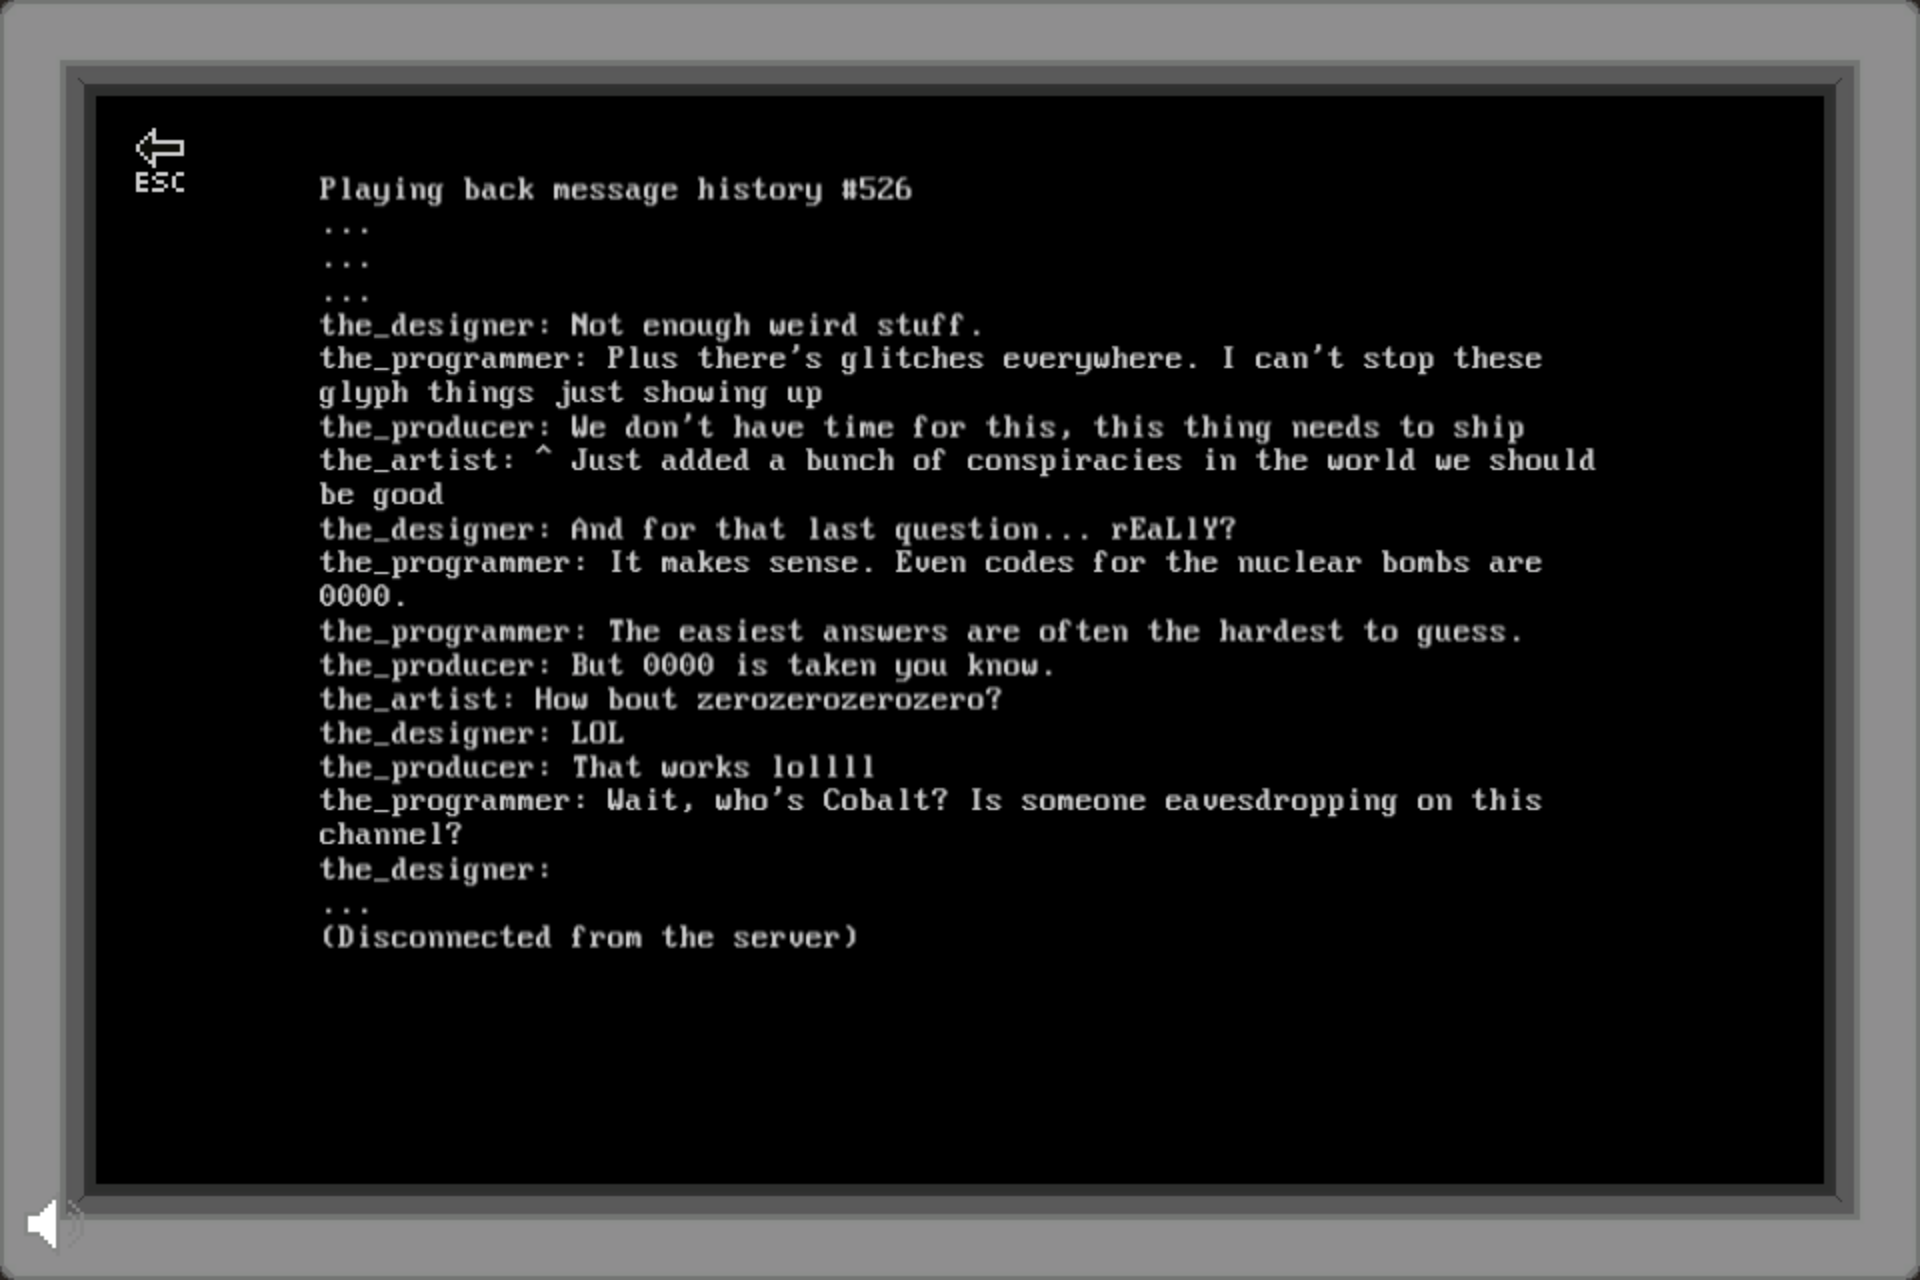 ESC
Playing back message history #526
...
...
...
the_designer: Not enough weird stuff.
the_programmer: Plus there's glitches everywhere. I can't stop these
glyph things just showing up
the_producer: We don't have time for this, this thing needs to ship
the_artist: ^ Just added a bunch of conspiracies in the world we should
be good
the_designer: And for that last question... rEaLlY?
the_programmer: It makes sense. Even codes for the nuclear bombs are
0000.
the_programmer: The easiest answers are often the hardest to guess.
the_producer: But 0000 is taken you know.
the_artist: How bout zerozerozerozero?
the_designer: LOL
the_producer: That works lollll
the_programmer: Wait, who's Cobalt? Is someone eavesdropping on this
channel?
the_designer:
...
(Disconnected from the server)